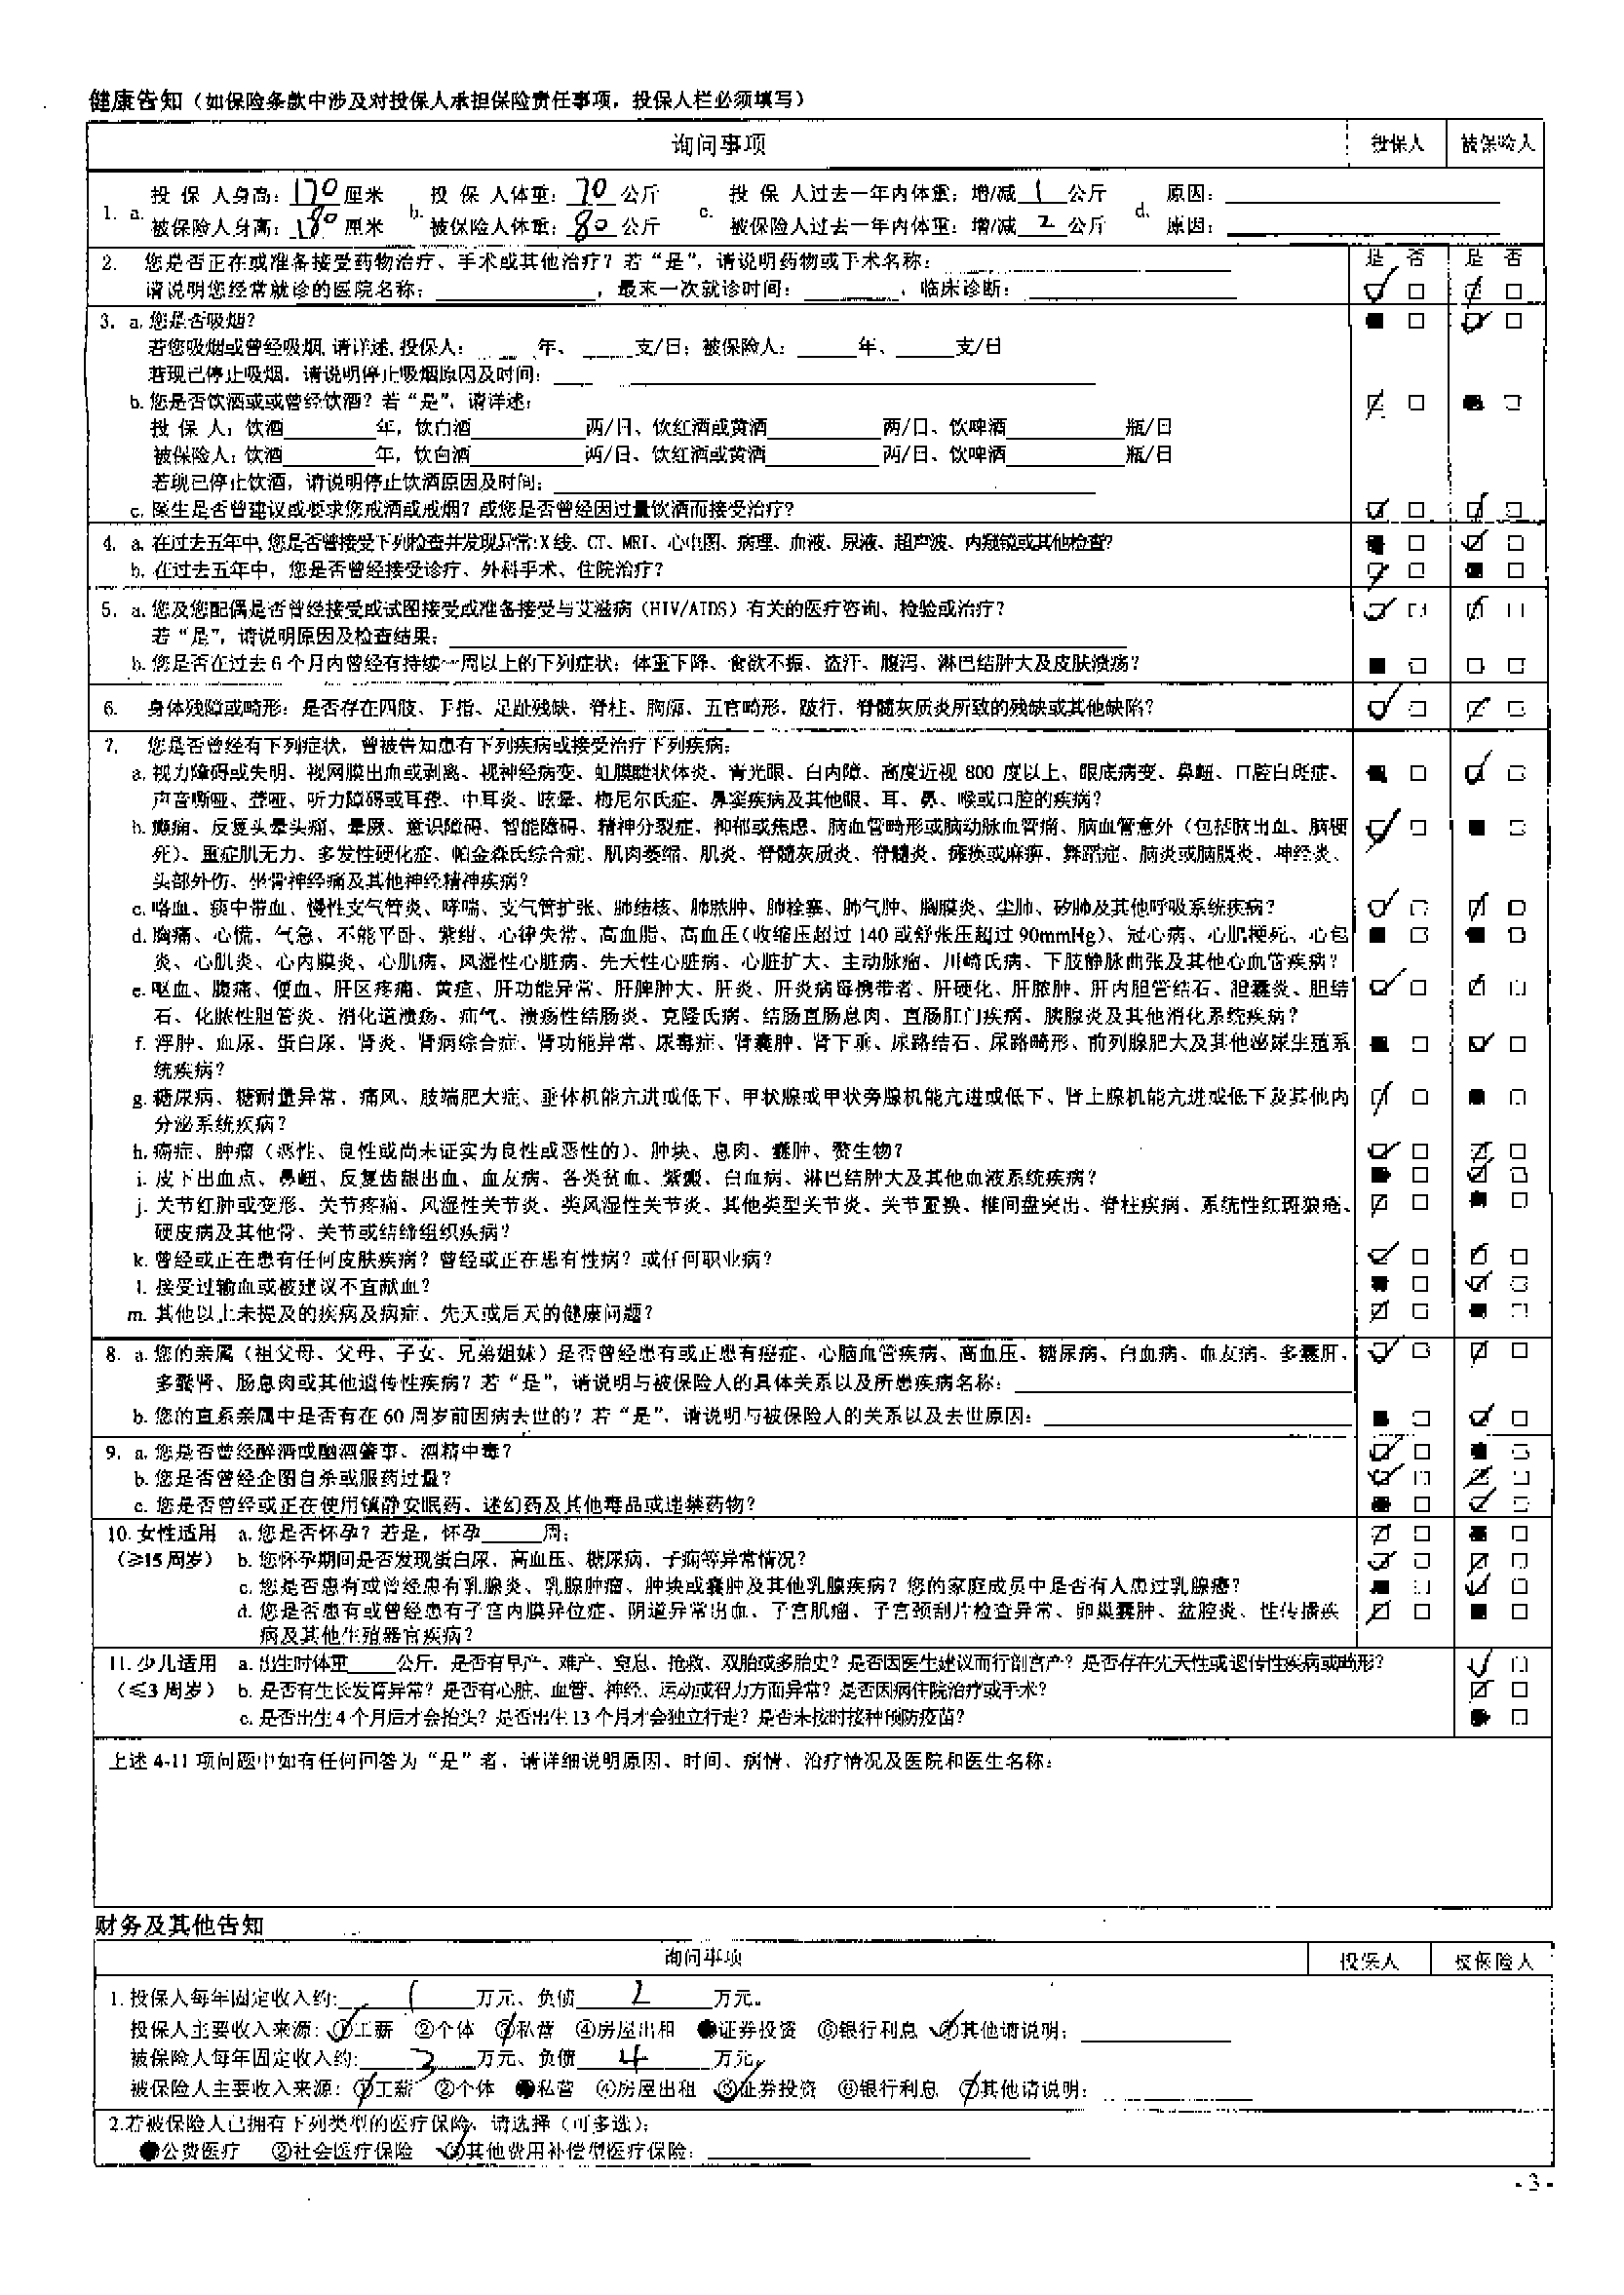 健康告知（如保险条款中涉及对投保人承担保险责任事项，投保人栏必须填写）
询问事项 投保人 被保险人
1. a. 投 保 人身高：170厘米 b. 投 保 人体重：70公斤 c. 投 保 人过去一年内体重：增/减 1 公斤 d. 原因：
被保险人身高：180厘米 被保险人体重：80公斤 被保险人过去一年内体重：增/减 2 公斤 原因：
2. 您是否正在或准备接受药物治疗、手术或其他治疗？若“是”，请说明药物或手术名称： 是 否 是 否
请说明您经常就诊的医院名称：，最末一次就诊时间：，临床诊断： ☑ □ ☑ □
3. a. 您是否吸烟？ ■ □ ☑ □
若您吸烟或曾经吸烟，请详述，投保人：年、支/日；被保险人：年、支/日
若现已停止吸烟，请说明停止吸烟原因及时间：
b. 您是否饮酒或或曾经饮酒？若“是”，请详述： ☑ □ ■ □
投 保 人：饮酒年，饮白酒两/日、饮红酒或黄酒两/日、饮啤酒瓶/日
被保险人：饮酒年，饮白酒两/日、饮红酒或黄酒两/日、饮啤酒瓶/日
若现已停止饮酒，请说明停止饮酒原因及时间：
c. 医生是否曾建议或要求您戒酒或戒烟？或您是否曾经因过量饮酒而接受治疗？ ☑ □ ☑ □
4. a. 在过去五年中，您是否曾接受下列检查并发现异常：X线、CT、MRI、心电图、病理、血液、尿液、超声波、内窥镜或其他检查？ ■ □ ☑ □
b. 在过去五年中，您是否曾经接受诊疗、外科手术、住院治疗？ ☑ □ ■ □
5. a. 您及您配偶是否曾经接受或试图接受或准备接受与艾滋病（HIV/AIDS）有关的医疗咨询、检验或治疗？ ☑ □ ☑ □
若“是”，请说明原因及检查结果：
b. 您是否在过去6个月内曾经有持续一周以上的下列症状：体重下降、食欲不振、盗汗、腹泻、淋巴结肿大及皮肤溃疡？ ■ □ □ □
6. 身体残障或畸形：是否存在四肢、手指、足趾残缺，脊柱、胸廓、五官畸形，跛行，脊髓灰质炎所致的残缺或其他缺陷？ ☑ □ ☑ □
7. 您是否曾经有下列症状，曾被告知患有下列疾病或接受治疗下列疾病：
a. 视力障碍或失明、视网膜出血或剥离、视神经病变、虹膜睫状体炎、青光眼、白内障、高度近视800度以上、眼底病变、鼻衄、口腔白斑症、 ■ □ ☑ □
声音嘶哑、聋哑、听力障碍或耳聋、中耳炎、眩晕、梅尼尔氏症、鼻窦疾病及其他眼、耳、鼻、喉或口腔的疾病？
b. 癫痫、反复头晕头痛、晕厥、意识障碍、智能障碍、精神分裂症、抑郁或焦虑、脑血管畸形或脑动脉血管瘤、脑血管意外（包括脑出血、脑梗 ☑ □ ■ □
死）、重症肌无力、多发性硬化症、帕金森氏综合症、肌肉萎缩、肌炎、脊髓灰质炎、脊髓炎、瘫痪或麻痹、舞蹈症、脑炎或脑膜炎、神经炎、
头部外伤、坐骨神经痛及其他神经精神疾病？
c. 咯血、痰中带血、慢性支气管炎、哮喘、支气管扩张、肺结核、肺脓肿、肺栓塞、肺气肿、胸膜炎、尘肺、矽肺及其他呼吸系统疾病？ ☑ □ ☑ □
d. 胸痛、心慌、气急、不能平卧、紫绀、心律失常、高血脂、高血压（收缩压超过140或舒张压超过90mmHg）、冠心病、心肌梗死、心包 ■ □ ■ □
炎、心肌炎、心内膜炎、心肌病、风湿性心脏病、先天性心脏病、心脏扩大、主动脉瘤、川崎氏病、下肢静脉曲张及其他心血管疾病？
e. 呕血、腹痛、便血、肝区疼痛、黄疸、肝功能异常、肝脾肿大、肝炎、肝炎病毒携带者、肝硬化、肝脓肿、肝内胆管结石、胆囊炎、胆结 ☑ □ ☑ □
石、化脓性胆管炎、消化道溃疡、疝气、溃疡性结肠炎、克隆氏病、结肠直肠息肉、直肠肛门疾病、胰腺炎及其他消化系统疾病？
f. 浮肿、血尿、蛋白尿、肾炎、肾病综合症、肾功能异常、尿毒症、肾囊肿、肾下垂、尿路结石、尿路畸形、前列腺肥大及其他泌尿生殖系 ■ □ ☑ □
统疾病？
g. 糖尿病、糖耐量异常、痛风、肢端肥大症、垂体机能亢进或低下、甲状腺或甲状旁腺机能亢进或低下、肾上腺机能亢进或低下及其他内 ☑ □ ■ □
分泌系统疾病？
h. 癌症、肿瘤（恶性、良性或尚未证实为良性或恶性的）、肿块、息肉、囊肿、赘生物？ ☑ □ ☑ □
i. 皮下出血点、鼻衄、反复齿龈出血、血友病、各类贫血、紫癜、白血病、淋巴结肿大及其他血液系统疾病？ ■ □ ☑ □
j. 关节红肿或变形、关节疼痛、风湿性关节炎、类风湿性关节炎、其他类型关节炎、关节置换、椎间盘突出、脊柱疾病、系统性红斑狼疮、 ☑ □ ■ □
硬皮病及其他骨、关节或结缔组织疾病？
k. 曾经或正在患有任何皮肤疾病？曾经或正在患有性病？或任何职业病？ ☑ □ ☑ □
l. 接受过输血或被建议不宜献血？ ■ □ ☑ □
m. 其他以上未提及的疾病及病症、先天或后天的健康问题？ ☑ □ ■ □
8. a. 您的亲属（祖父母、父母、子女、兄弟姐妹）是否曾经患有或正患有癌症、心脑血管疾病、高血压、糖尿病、白血病、血友病、多囊肝、 ☑ □ ☑ □
多囊肾、肠息肉或其他遗传性疾病？若“是”，请说明与被保险人的具体关系以及所患疾病名称：
b. 您的直系亲属中是否有在60周岁前因病去世的？若“是”，请说明与被保险人的关系以及去世原因： ■ □ ☑ □
9. a. 您是否曾经醉酒或酗酒肇事、酒精中毒？ ☑ □ ■ □
b. 您是否曾经企图自杀或服药过量？ ☑ □ ☑ □
c. 您是否曾经或正在使用镇静安眠药、迷幻药及其他毒品或违禁药物？ ■ □ ☑ □
10. 女性适用 a. 您是否怀孕？若是，怀孕周； ☑ □ ■ □
（≥15周岁） b. 您怀孕期间是否发现蛋白尿、高血压、糖尿病、子痫等异常情况？ ☑ □ ☑ □
c. 您是否患有或曾经患有乳腺炎、乳腺肿瘤、肿块或囊肿及其他乳腺疾病？您的家庭成员中是否有人患过乳腺癌？ ■ □ ☑ □
d. 您是否患有或曾经患有子宫内膜异位症、阴道异常出血、子宫肌瘤、子宫颈刮片检查异常、卵巢囊肿、盆腔炎、性传播疾 ☑ □ ■ □
病及其他生殖器官疾病？
11. 少儿适用 a. 出生时体重公斤，是否有早产、难产、窒息、抢救、双胎或多胎史？是否因医生建议而行剖宫产？是否存在先天性或遗传性疾病或畸形？ ☑ □
（≤3周岁） b. 是否有生长发育异常？是否有心脏、血管、神经、运动或智力方面异常？是否因病住院治疗或手术？ ☑ □
c. 是否出生4个月后才会抬头？是否出生13个月才会独立行走？是否未按时接种预防疫苗？ ■ □
上述4-11项问题中如有任何回答为“是”者，请详细说明原因、时间、病情、治疗情况及医院和医生名称：
财务及其他告知
询问事项 投保人 被保险人
1. 投保人每年固定收入约：1万元、负债2万元。
投保人主要收入来源：①工薪 ②个体 ③私营 ④房屋出租 ●证券投资 ⑥银行利息 ⑦其他请说明：
被保险人每年固定收入约：3万元、负债4万元。
被保险人主要收入来源：①工薪 ②个体 ●私营 ④房屋出租 ⑤证券投资 ⑥银行利息 ⑦其他请说明：
2.若被保险人已拥有下列类型的医疗保险，请选择（可多选）：
●公费医疗 ②社会医疗保险 ③其他费用补偿型医疗保险：
- 3 -